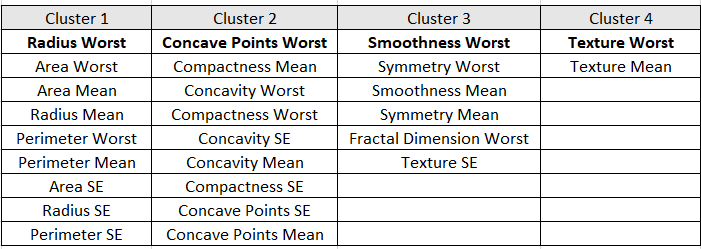 Cluster 1 Cluster 2 Cluster 3 Cluster 4
Radius Worst Concave Points Worst Smoothness Worst Texture Worst
Area Worst Compactness Mean Symmetry Worst Texture Mean
Area Mean Concavity Worst Smoothness Mean
Radius Mean Compactness Worst Symmetry Mean
Perimeter Worst Concavity SE Fractal Dimension Worst
Perimeter Mean Concavity Mean Texture SE
Area SE Compactness SE
Radius SE Concave Points SE
Perimeter SE Concave Points Mean